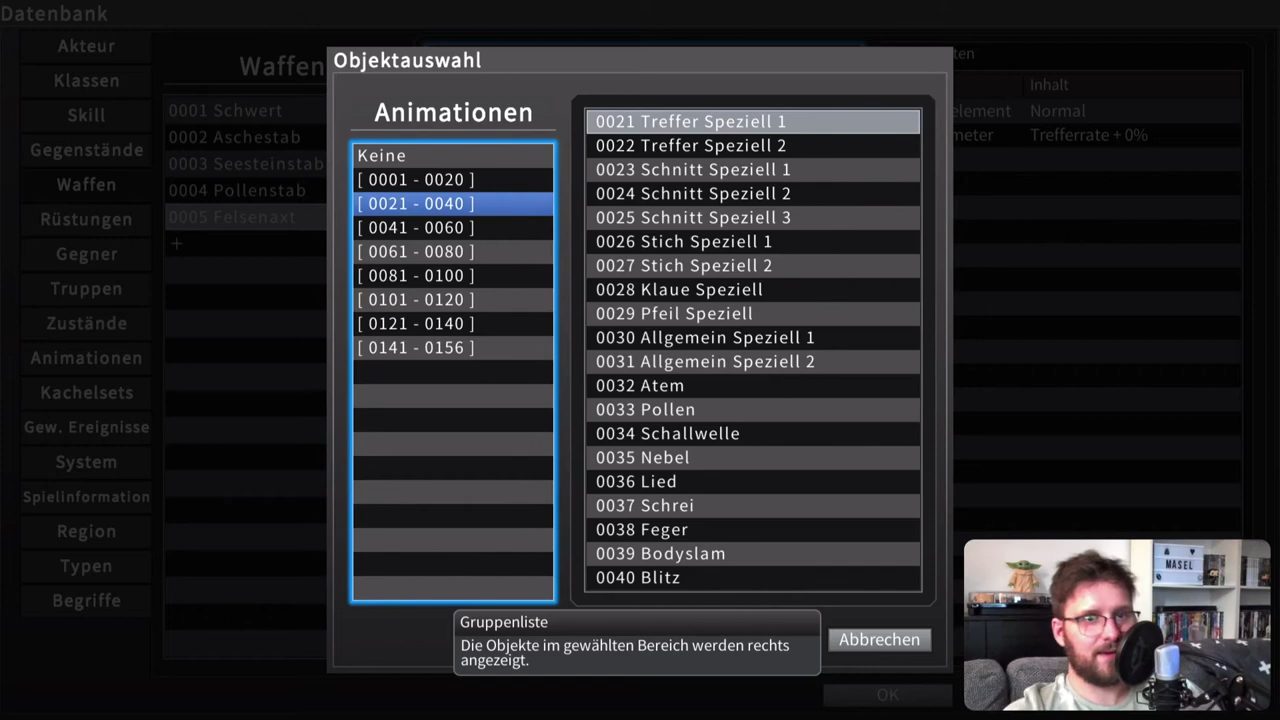 Datenbank
Akteur
Klassen
Skill
Gegenstände
Waffen
Rüstungen
Gegner
Truppen
Zustände
Animationen
Kachelsets
Gew. Ereignisse
System
Spielinformation
Region
Typen
Begriffe
Waffen
0001 Schwert
0002 Aschestab
0003 Seesteinstab
0004 Pollenstab
0005 Felsenaxt
+
Objektauswahl
Animationen
Keine
[ 0001 - 0020 ]
[ 0021 - 0040 ]
[ 0041 - 0060 ]
[ 0061 - 0080 ]
[ 0081 - 0100 ]
[ 0101 - 0120 ]
[ 0121 - 0140 ]
[ 0141 - 0156 ]
0021 Treffer Speziell 1
0022 Treffer Speziell 2
0023 Schnitt Speziell 1
0024 Schnitt Speziell 2
0025 Schnitt Speziell 3
0026 Stich Speziell 1
0027 Stich Speziell 2
0028 Klaue Speziell
0029 Pfeil Speziell
0030 Allgemein Speziell 1
0031 Allgemein Speziell 2
0032 Atem
0033 Pollen
0034 Schallwelle
0035 Nebel
0036 Lied
0037 Schrei
0038 Feger
0039 Bodyslam
0040 Blitz
Gruppenliste
Die Objekte im gewählten Bereich werden rechts
angezeigt.
Abbrechen
ten
Inhalt
element Normal
meter Trefferrate + 0%
OK
MASEL